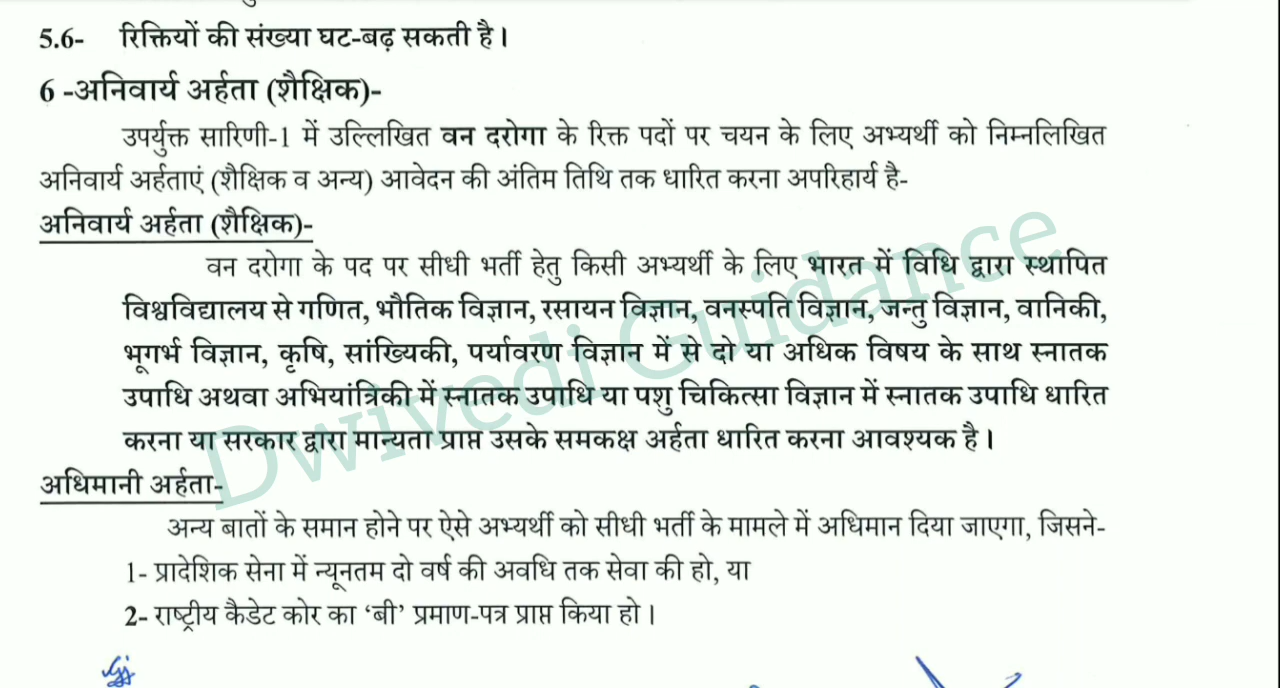 5.6- रिक्तियों की संख्या घट-बढ़ सकती है।
6 -अनिवार्य अर्हता (शैक्षिक)-
उपर्युक्त सारिणी-1 में उल्लिखित वन दरोगा के रिक्त पदों पर चयन के लिए अभ्यर्थी को निम्नलिखित
अनिवार्य अर्हताएं (शैक्षिक व अन्य) आवेदन की अंतिम तिथि तक धारित करना अपरिहार्य है-
अनिवार्य अर्हता (शैक्षिक)-
वन दरोगा के पद पर सीधी भर्ती हेतु किसी अभ्यर्थी के लिए भारत में विधि द्वारा स्थापित
विश्वविद्यालय से गणित, भौतिक विज्ञान, रसायन विज्ञान, वनस्पति विज्ञान, जन्तु विज्ञान, वानिकी,
भूगर्भ विज्ञान, कृषि, सांख्यिकी, पर्यावरण विज्ञान में से दो या अधिक विषय के साथ स्नातक
उपाधि अथवा अभियांत्रिकी में स्नातक उपाधि या पशु चिकित्सा विज्ञान में स्नातक उपाधि धारित
करना या सरकार द्वारा मान्यता प्राप्त उसके समकक्ष अर्हता धारित करना आवश्यक है।
अधिमानी अर्हता-
अन्य बातों के समान होने पर ऐसे अभ्यर्थी को सीधी भर्ती के मामले में अधिमान दिया जाएगा, जिसने-
1- प्रादेशिक सेना में न्यूनतम दो वर्ष की अवधि तक सेवा की हो, या
2- राष्ट्रीय कैडेट कोर का ‘बी’ प्रमाण-पत्र प्राप्त किया हो।
Dwivedi Guidance